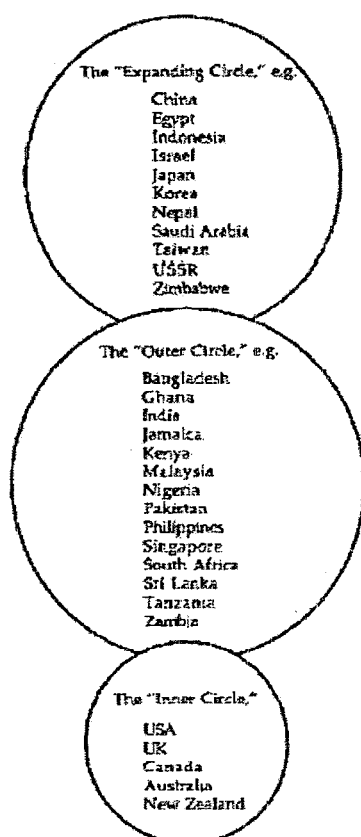 The "Expanding Circle," e.g.
China
Egypt
Indonesia
Israel
Japan
Korea
Nepal
Saudi Arabia
Taiwan
USSR
Zimbabwe
The "Outer Circle," e.g.
Bangladesh
Ghana
India
Jamaica
Kenya
Malaysia
Nigeria
Pakistan
Philippines
Singapore
South Africa
Sri Lanka
Tanzania
Zambia
The "Inner Circle,"
USA
UK
Canada
Australia
New Zealand